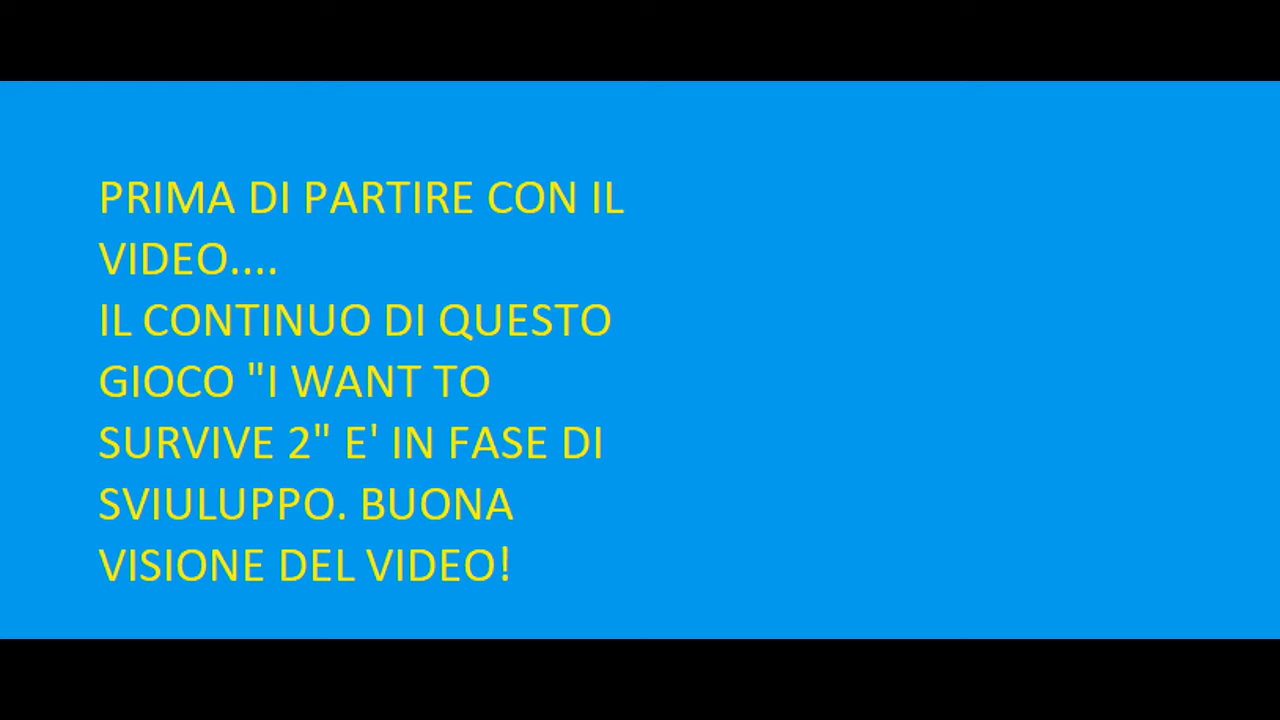 PRIMA DI PARTIRE CON IL
VIDEO....
IL CONTINUO DI QUESTO
GIOCO "I WANT TO
SURVIVE 2" E' IN FASE DI
SVIULUPPO. BUONA
VISIONE DEL VIDEO!